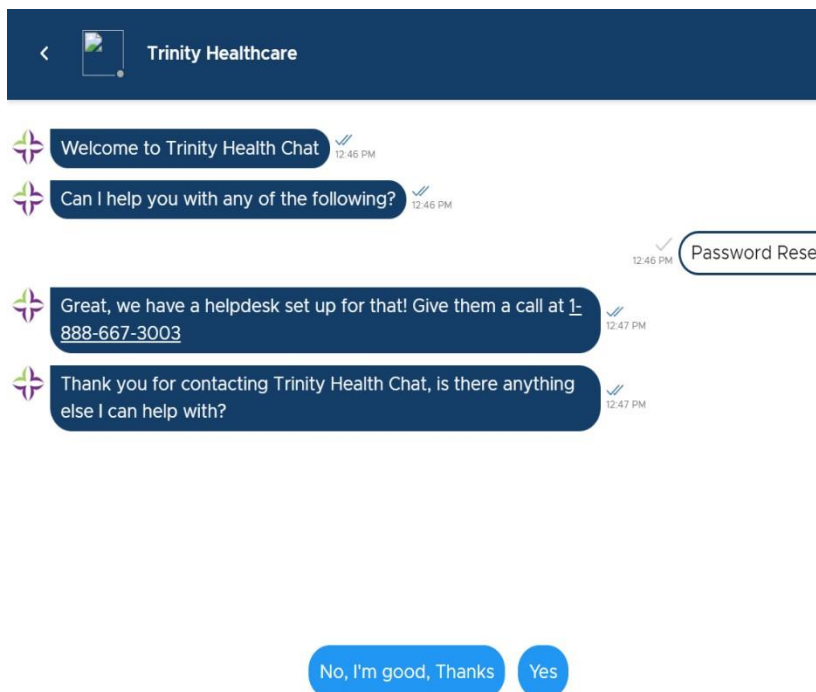 Trinity Healthcare
Welcome to Trinity Health Chat
12:46 PM
Can I help you with any of the following?
12:46 PM
12:46 PM
Password Rese
Great, we have a helpdesk set up for that! Give them a call at 1-
888-667-3003
12:47 PM
Thank you for contacting Trinity Health Chat, is there anything
else I can help with?
12:47 PM
No, I'm good, Thanks
Yes